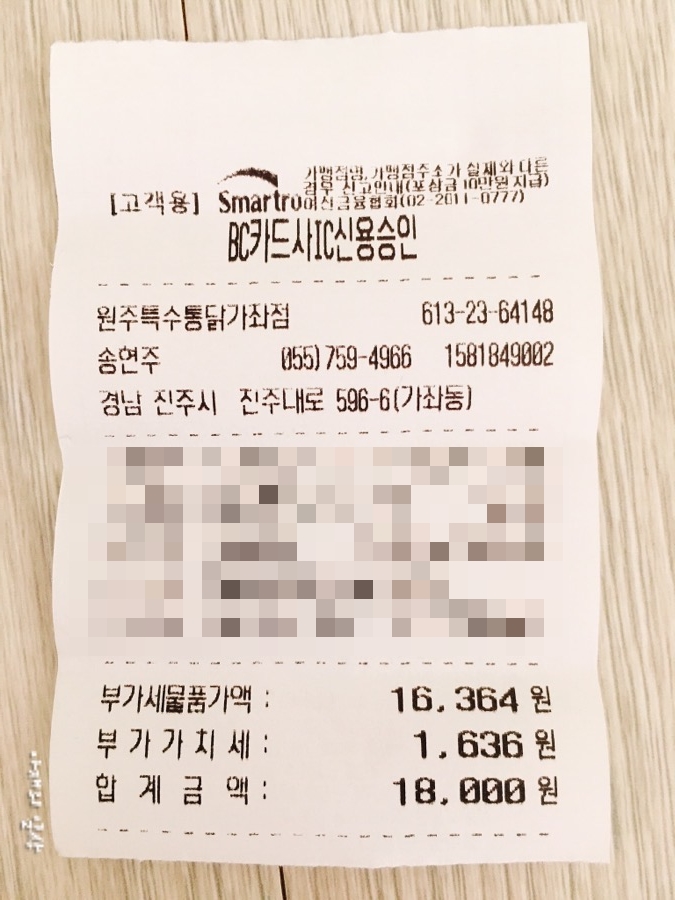 가맹점명, 가맹점주소가 실제와 다른
경우 신고안내(포상금 10만원 지급)
[고객용] Smartro 여신금융협회(02-2011-0777)
BC카드사IC신용승인
원주특수통닭가좌점 613-23-64148
송현주 055)759-4966 1581849002
경남 진주시 진주대로 596-6(가좌동)
부가세물품가액 : 16,364 원
부 가 가 치 세 : 1,636 원
합 계 금 액 : 18,000 원